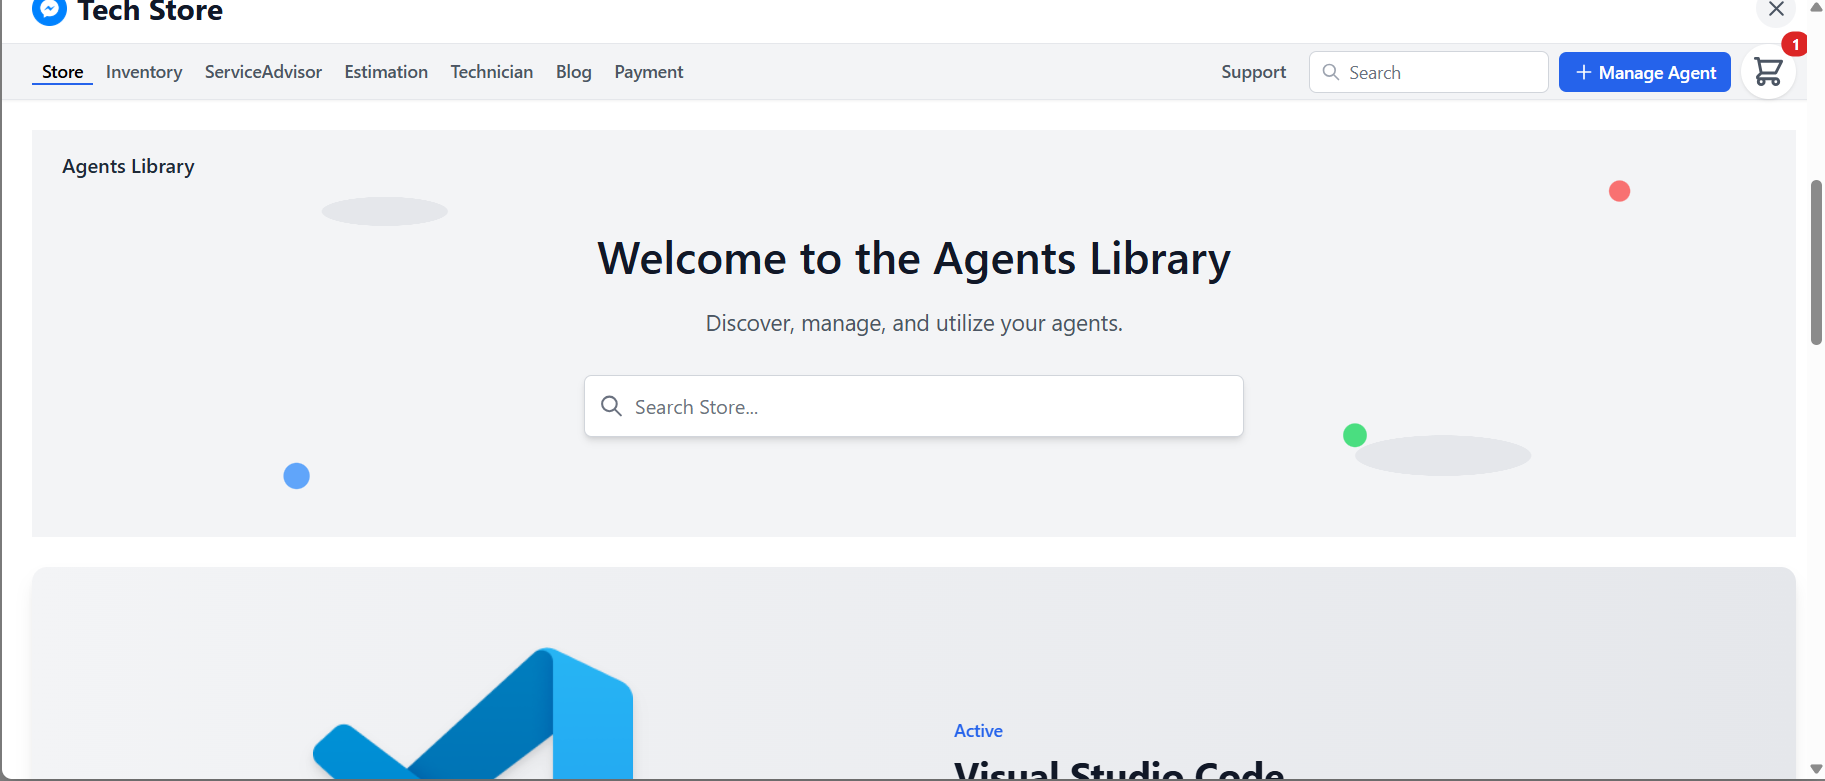 Tech Store
Store Inventory ServiceAdvisor Estimation Technician Blog Payment Support Search Manage Agent 1
Agents Library
Welcome to the Agents Library
Discover, manage, and utilize your agents.
Search Store...
Active
Visual Studio Code